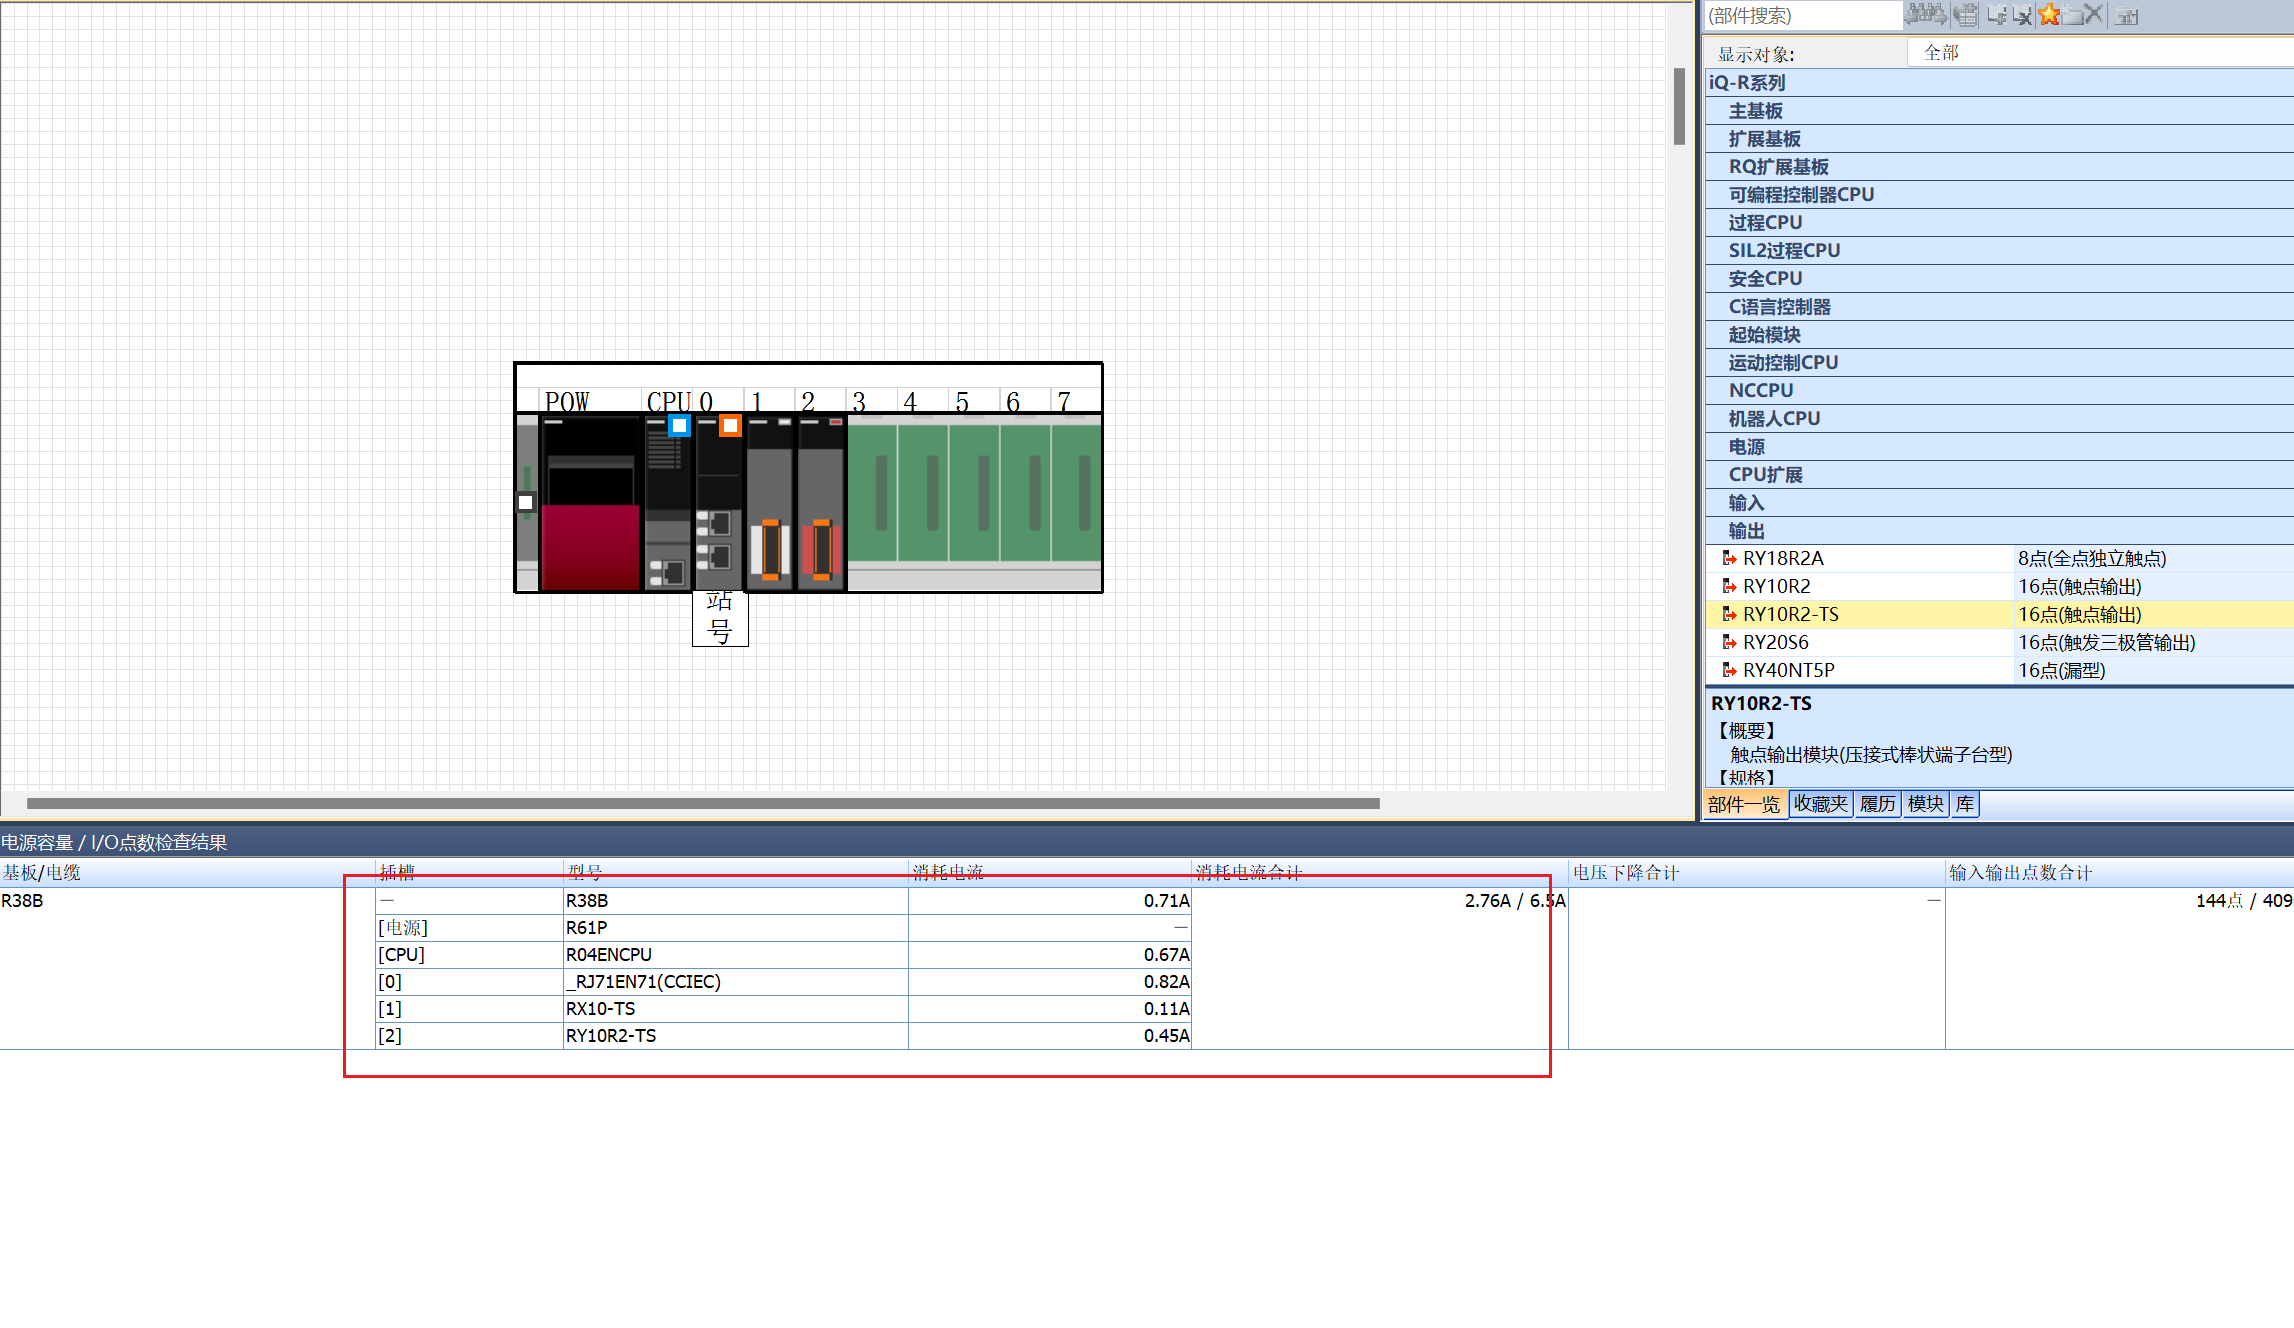 (部件搜索)
显示对象: 全部
iQ-R系列
主基板
扩展基板
RQ扩展基板
可编程控制器CPU
过程CPU
SIL2过程CPU
安全CPU
C语言控制器
起始模块
运动控制CPU
NCCPU
机器人CPU
电源
CPU扩展
输入
输出
RY18R2A 8点(全点独立触点)
RY10R2 16点(触点输出)
RY10R2-TS 16点(触点输出)
RY20S6 16点(触发三极管输出)
RY40NT5P 16点(漏型)
RY10R2-TS
【概要】
触点输出模块(压接式棒状端子台型)
【规格】
部件一览 收藏夹 履历 模块 库
POW CPU 0 1 2 3 4 5 6 7
站
号
电源容量 / I/O点数检查结果
基板/电缆 插槽 型号 消耗电流 消耗电流合计 电压下降合计 输入输出点数合计
R38B — R38B 0.71A 2.76A / 6.5A — 144点 / 409
[电源] R61P —
[CPU] R04ENCPU 0.67A
[0] _RJ71EN71(CCIEC) 0.82A
[1] RX10-TS 0.11A
[2] RY10R2-TS 0.45A